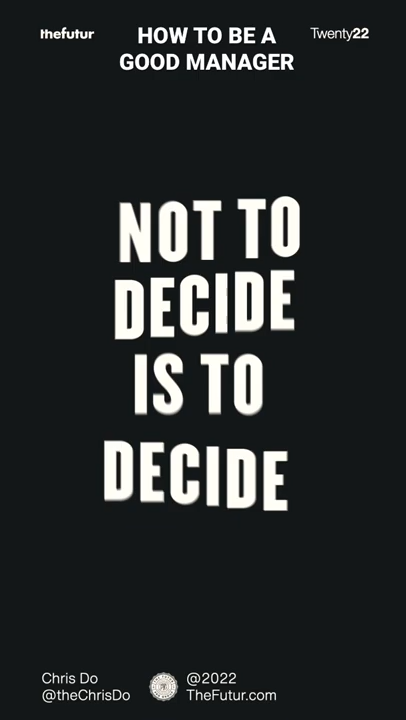 thefutur
HOW TO BE A
GOOD MANAGER
Twenty22
NOT TO
DECIDE
IS TO
DECIDE
Chris Do
@theChrisDo
@2022
TheFutur.com